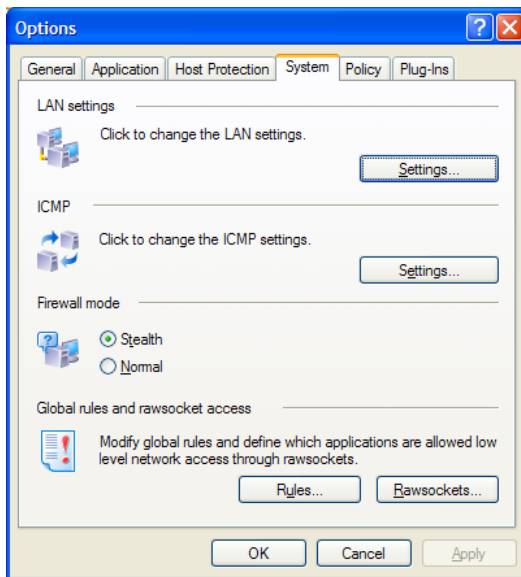 Options
General Application Host Protection System Policy Plug-Ins
LAN settings
Click to change the LAN settings.
Settings...
ICMP
Click to change the ICMP settings.
Settings...
Firewall mode
Stealth
Normal
Global rules and rawsocket access
Modify global rules and define which applications are allowed low
level network access through rawsockets.
Rules... Rawsockets...
OK Cancel Apply